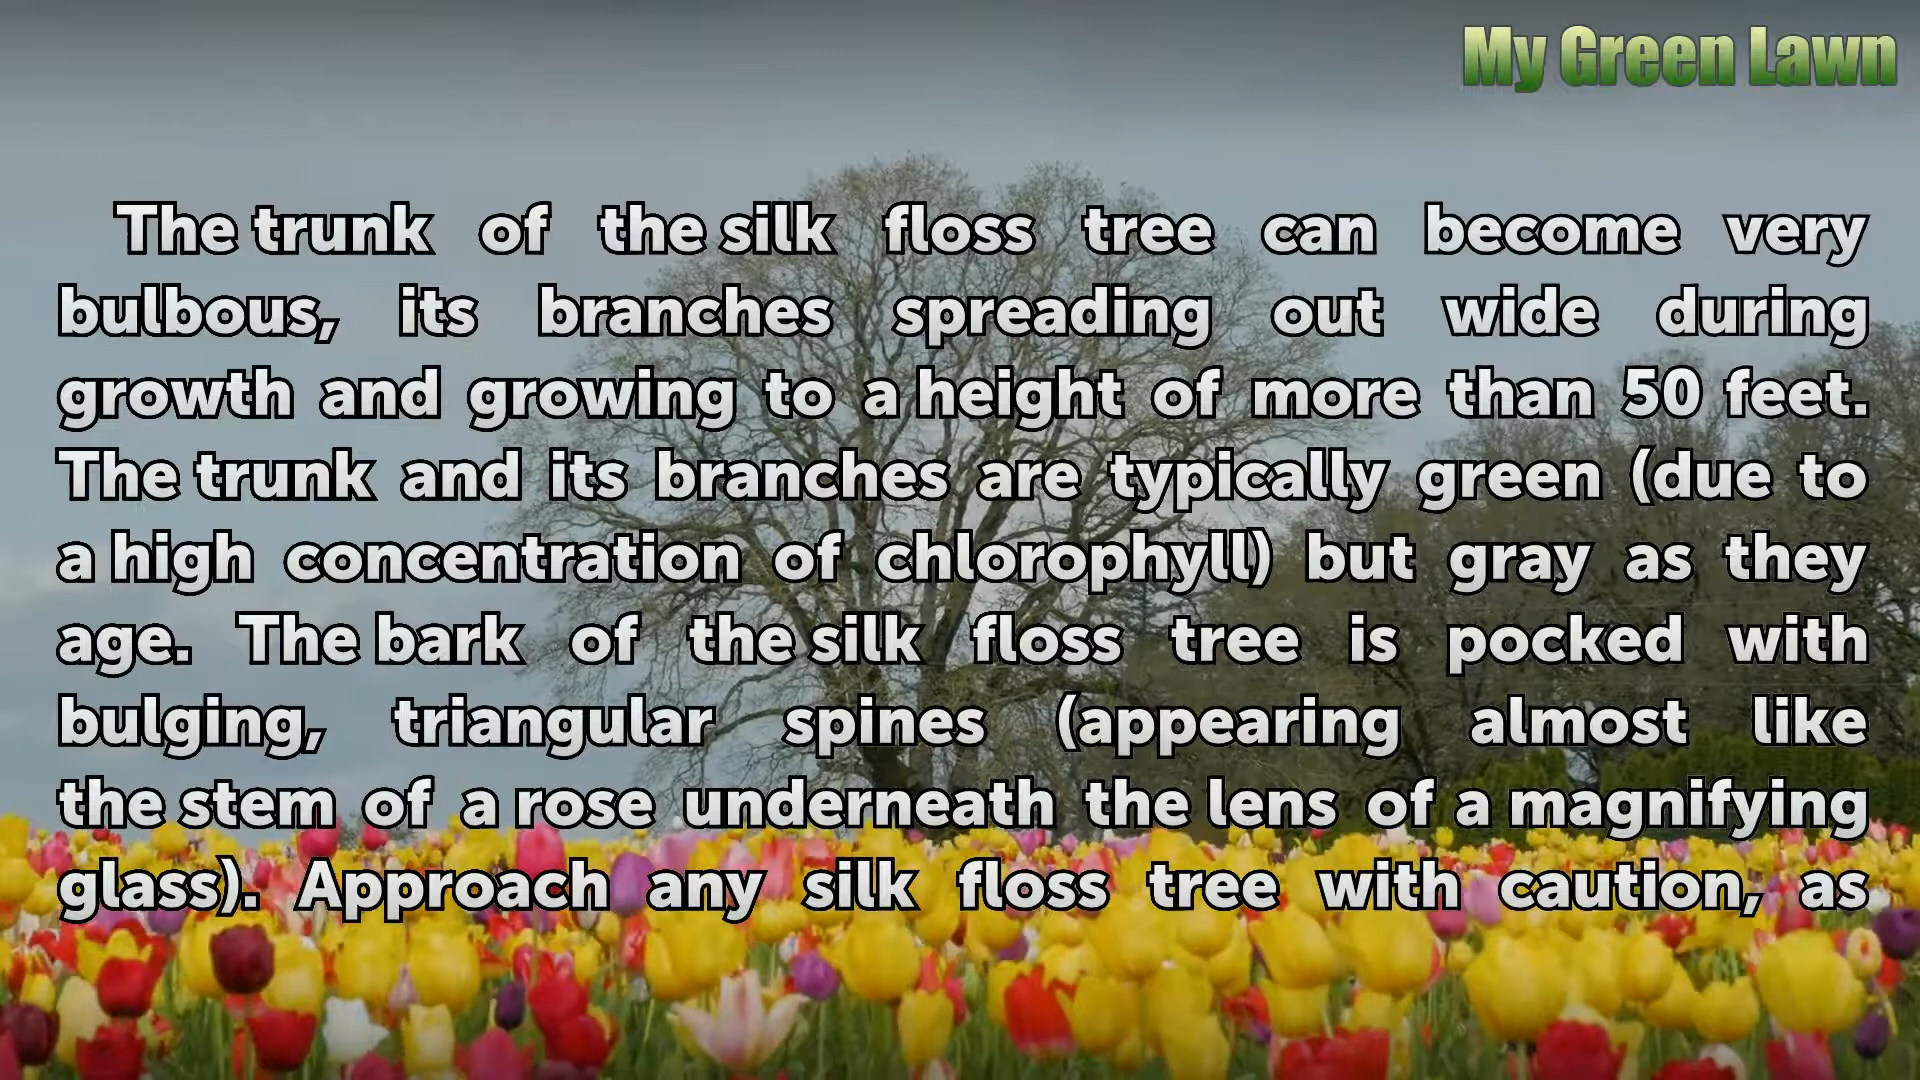 My Green Lawn
The trunk of the silk floss tree can become very
bulbous, its branches spreading out wide during
growth and growing to a height of more than 50 feet.
The trunk and its branches are typically green (due to
a high concentration of chlorophyll) but gray as they
age. The bark of the silk floss tree is pocked with
bulging, triangular spines (appearing almost like
the stem of a rose underneath the lens of a magnifying
glass). Approach any silk floss tree with caution, as